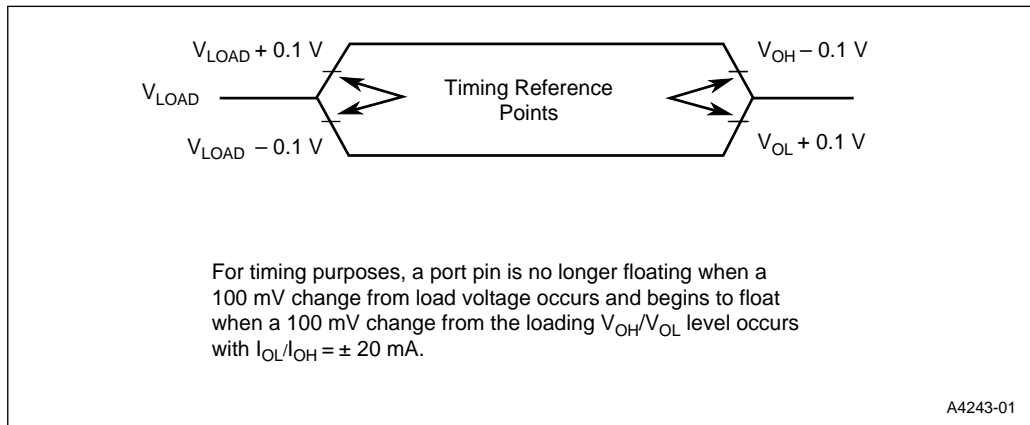 V_LOAD + 0.1 V
V_OH – 0.1 V
V_LOAD
Timing Reference
Points
V_LOAD – 0.1 V
V_OL + 0.1 V
For timing purposes, a port pin is no longer floating when a
100 mV change from load voltage occurs and begins to float
when a 100 mV change from the loading V_OH/V_OL level occurs
with I_OL/I_OH = ± 20 mA.
A4243-01